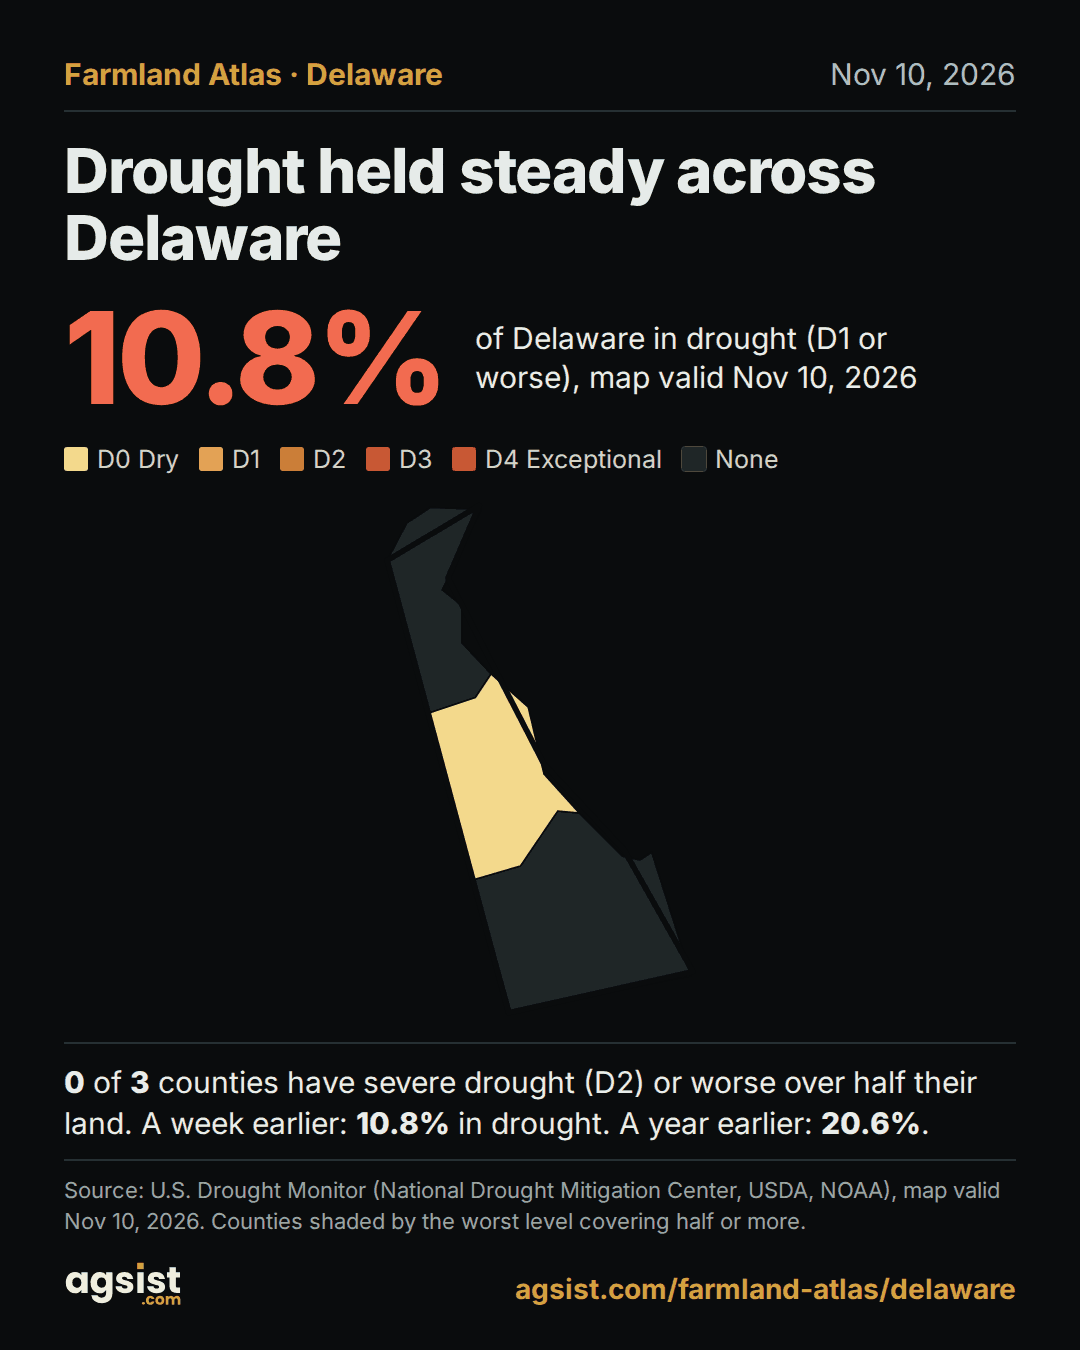 Farmland Atlas · Delaware
Nov 10, 2026
Drought held steady across
Delaware
10.8%
of Delaware in drought (D1 or
worse), map valid Nov 10, 2026
D0 Dry D1 D2 D3 D4 Exceptional None
0 of 3 counties have severe drought (D2) or worse over half their
land. A week earlier: 10.8% in drought. A year earlier: 20.6%.
Source: U.S. Drought Monitor (National Drought Mitigation Center, USDA, NOAA), map valid
Nov 10, 2026. Counties shaded by the worst level covering half or more.
agsist
.com
agsist.com/farmland-atlas/delaware